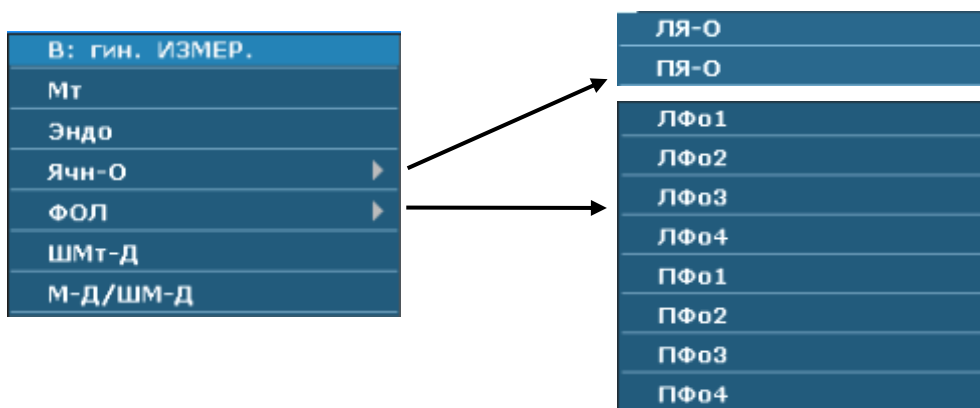 В: гин. ИЗМЕР.
Мт
Эндо
Ячн-О
ФОЛ
ШМт-Д
М-Д/ШМ-Д
ЛЯ-О
ПЯ-О
ЛФо1
ЛФо2
ЛФо3
ЛФо4
ПФо1
ПФо2
ПФо3
ПФо4